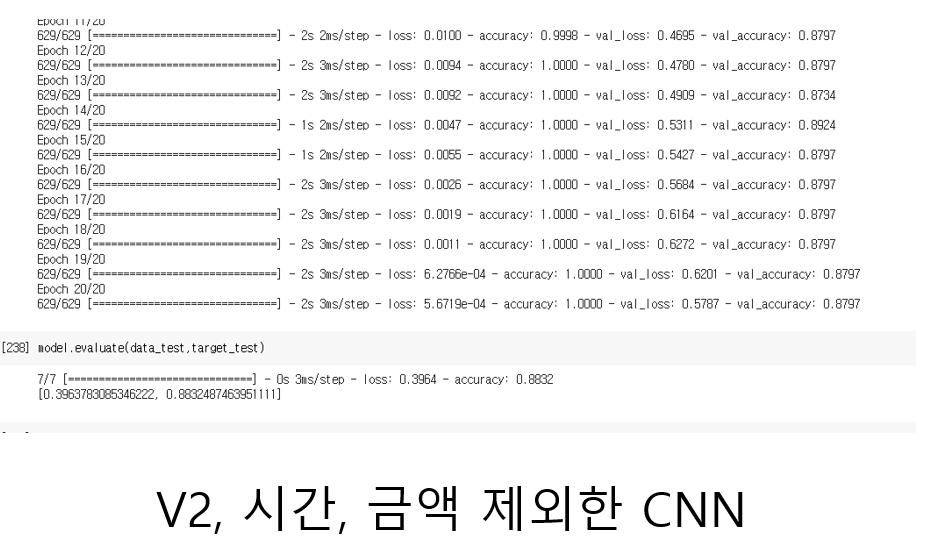 Epoch 11/20
629/629 [==============================] - 2s 2ms/step - loss: 0.0100 - accuracy: 0.9998 - val_loss: 0.4695 - val_accuracy: 0.8797
Epoch 12/20
629/629 [==============================] - 2s 3ms/step - loss: 0.0094 - accuracy: 1.0000 - val_loss: 0.4780 - val_accuracy: 0.8797
Epoch 13/20
629/629 [==============================] - 2s 3ms/step - loss: 0.0092 - accuracy: 1.0000 - val_loss: 0.4909 - val_accuracy: 0.8734
Epoch 14/20
629/629 [==============================] - 1s 2ms/step - loss: 0.0047 - accuracy: 1.0000 - val_loss: 0.5311 - val_accuracy: 0.8924
Epoch 15/20
629/629 [==============================] - 1s 2ms/step - loss: 0.0055 - accuracy: 1.0000 - val_loss: 0.5427 - val_accuracy: 0.8797
Epoch 16/20
629/629 [==============================] - 2s 3ms/step - loss: 0.0026 - accuracy: 1.0000 - val_loss: 0.5684 - val_accuracy: 0.8797
Epoch 17/20
629/629 [==============================] - 2s 3ms/step - loss: 0.0019 - accuracy: 1.0000 - val_loss: 0.6164 - val_accuracy: 0.8797
Epoch 18/20
629/629 [==============================] - 2s 3ms/step - loss: 0.0011 - accuracy: 1.0000 - val_loss: 0.6272 - val_accuracy: 0.8797
Epoch 19/20
629/629 [==============================] - 2s 3ms/step - loss: 6.2766e-04 - accuracy: 1.0000 - val_loss: 0.6201 - val_accuracy: 0.8797
Epoch 20/20
629/629 [==============================] - 2s 3ms/step - loss: 5.6719e-04 - accuracy: 1.0000 - val_loss: 0.5787 - val_accuracy: 0.8797
[238] model.evaluate(data_test,target_test)
7/7 [==============================] - 0s 3ms/step - loss: 0.3964 - accuracy: 0.8832
[0.3963783085346222, 0.8832487463951111]
V2, 시간, 금액 제외한 CNN